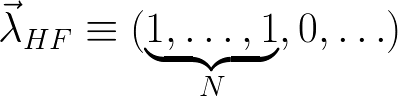 $\vec{\lambda}_{HF} \equiv (\underbrace{1, \ldots, 1}_{N}, 0, \ldots)$